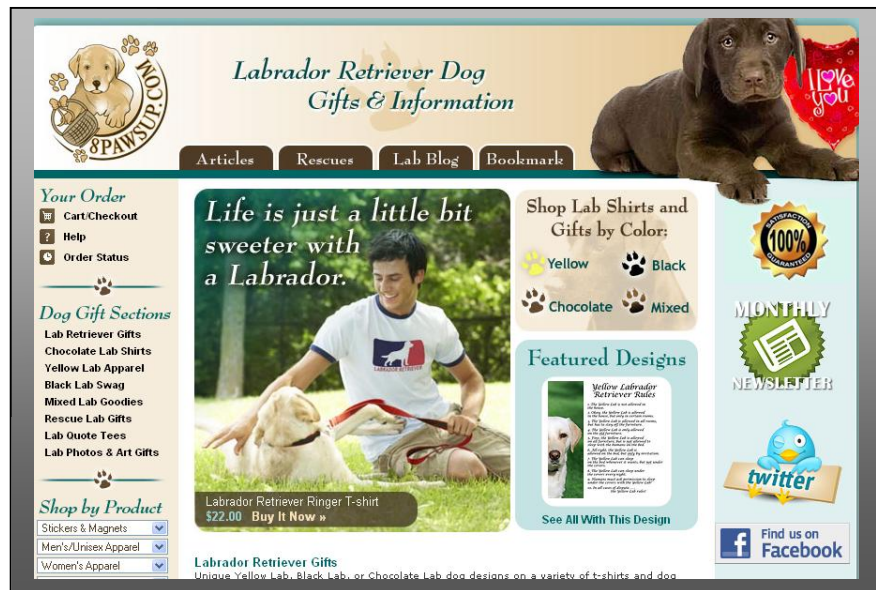 8PAWSUP.COM
Labrador Retriever Dog
Gifts & Information
I Love
you
Articles
Rescues
Lab Blog
Bookmark
Your Order
Cart/Checkout
Help
Order Status
Dog Gift Sections
Lab Retriever Gifts
Chocolate Lab Shirts
Yellow Lab Apparel
Black Lab Swag
Mixed Lab Goodies
Rescue Lab Gifts
Lab Quote Tees
Lab Photos & Art Gifts
Shop by Product
Stickers & Magnets
Men's/Unisex Apparel
Women's Apparel
Life is just a little bit
sweeter with
a Labrador.
LABRADOR RETRIEVER
Labrador Retriever Ringer T-shirt
$22.00 Buy It Now »
Labrador Retriever Gifts
Unique Yellow Lab, Black Lab, or Chocolate Lab dog designs on a variety of t-shirts and dog
Shop Lab Shirts and
Gifts by Color:
Yellow
Black
Chocolate
Mixed
Featured Designs
Yellow Labrador
Retriever Rules
See All With This Design
SATISFACTION
100%
GUARANTEED
MONTHLY
NEWSLETTER
twitter
Find us on
Facebook